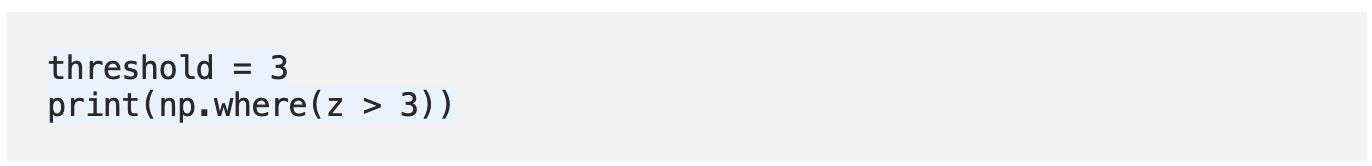 threshold = 3
print(np.where(z > 3))